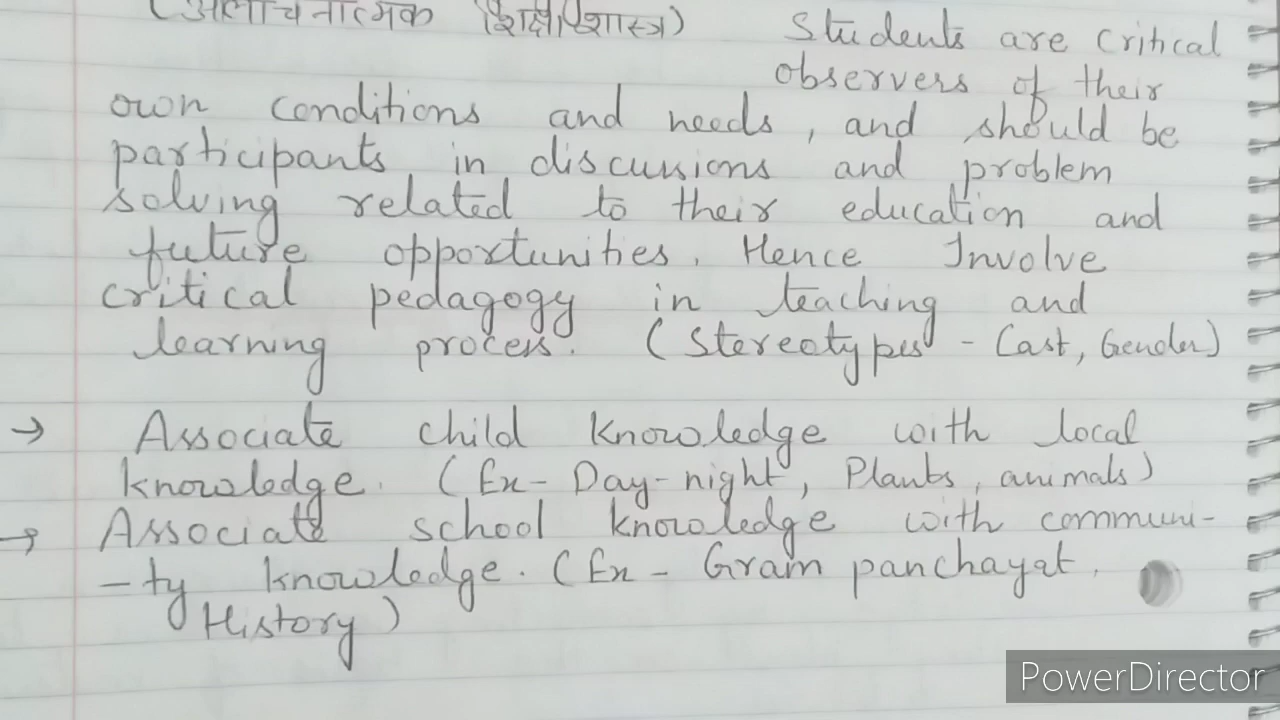 (आलोचनात्मक शिक्षाशास्त्र) Students are critical
observers of their
own conditions and needs, and should be
participants in discussions and problem
solving related to their education and
future opportunities. Hence Involve
critical pedagogy in teaching and
learning process. (Stereotypes - Cast, Gender)
→ Associate child knowledge with local
knowledge. (Ex- Day-night, Plants, animals)
→ Associate school knowledge with communi-
-ty knowledge. (Ex - Gram panchayat.
History)
PowerDirector